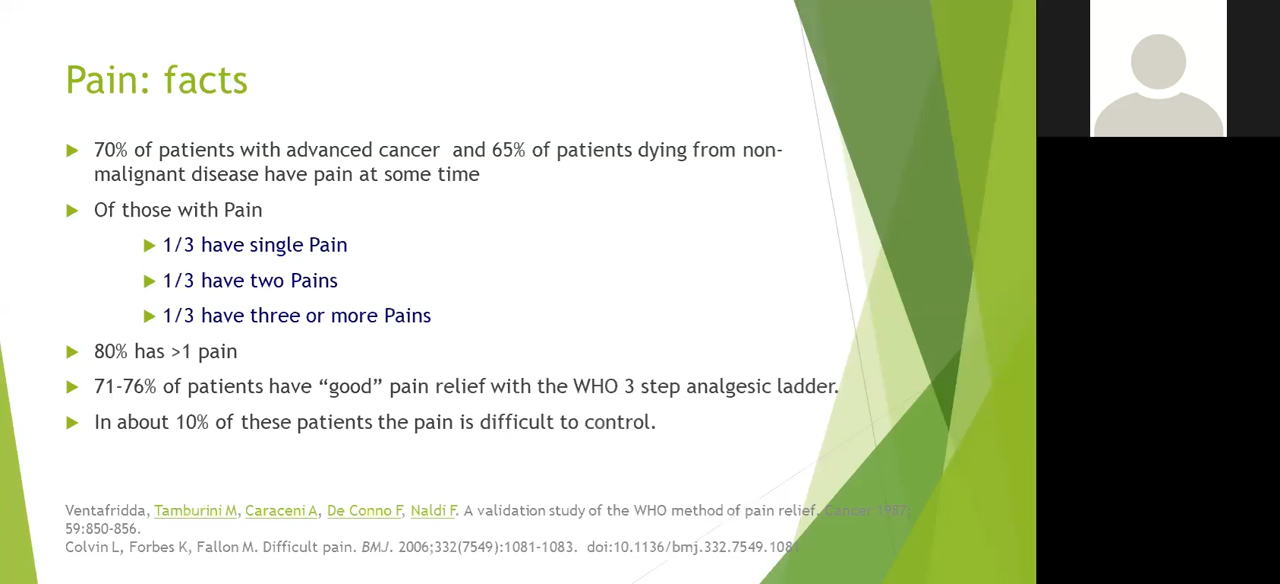 Pain: facts
70% of patients with advanced cancer and 65% of patients dying from non-
malignant disease have pain at some time
Of those with Pain
1/3 have single Pain
1/3 have two Pains
1/3 have three or more Pains
80% has >1 pain
71-76% of patients have “good” pain relief with the WHO 3 step analgesic ladder.
In about 10% of these patients the pain is difficult to control.
Ventafridda, Tamburini M, Caraceni A, De Conno F, Naldi F. A validation study of the WHO method of pain relief. Cancer 1987;
59:850-856.
Colvin L, Forbes K, Fallon M. Difficult pain. BMJ. 2006;332(7549):1081-1083. doi:10.1136/bmj.332.7549.1081